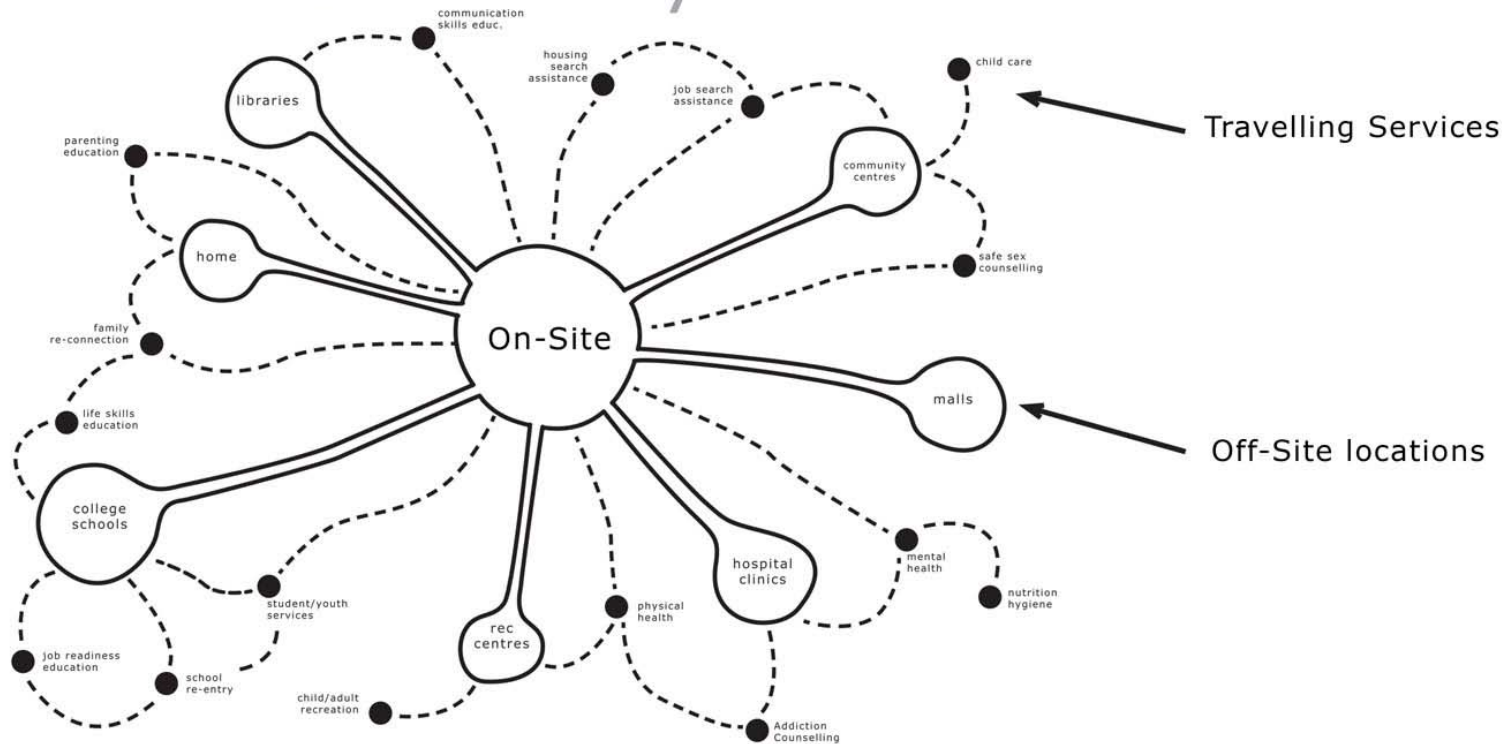 communication
skills educ.
housing
search
assistance
job search
assistance
child care
Travelling Services
libraries
parenting
education
community
centres
home
safe sex
counselling
family
re-connection
On-Site
malls
life skills
education
Off-Site locations
college
schools
hospital
clinics
mental
health
nutrition
hygiene
student/youth
services
physical
health
rec
centres
job readiness
education
school
re-entry
child/adult
recreation
Addiction
Counselling